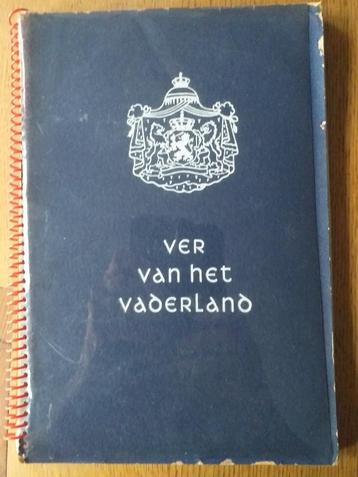 VER
van het
vaderland